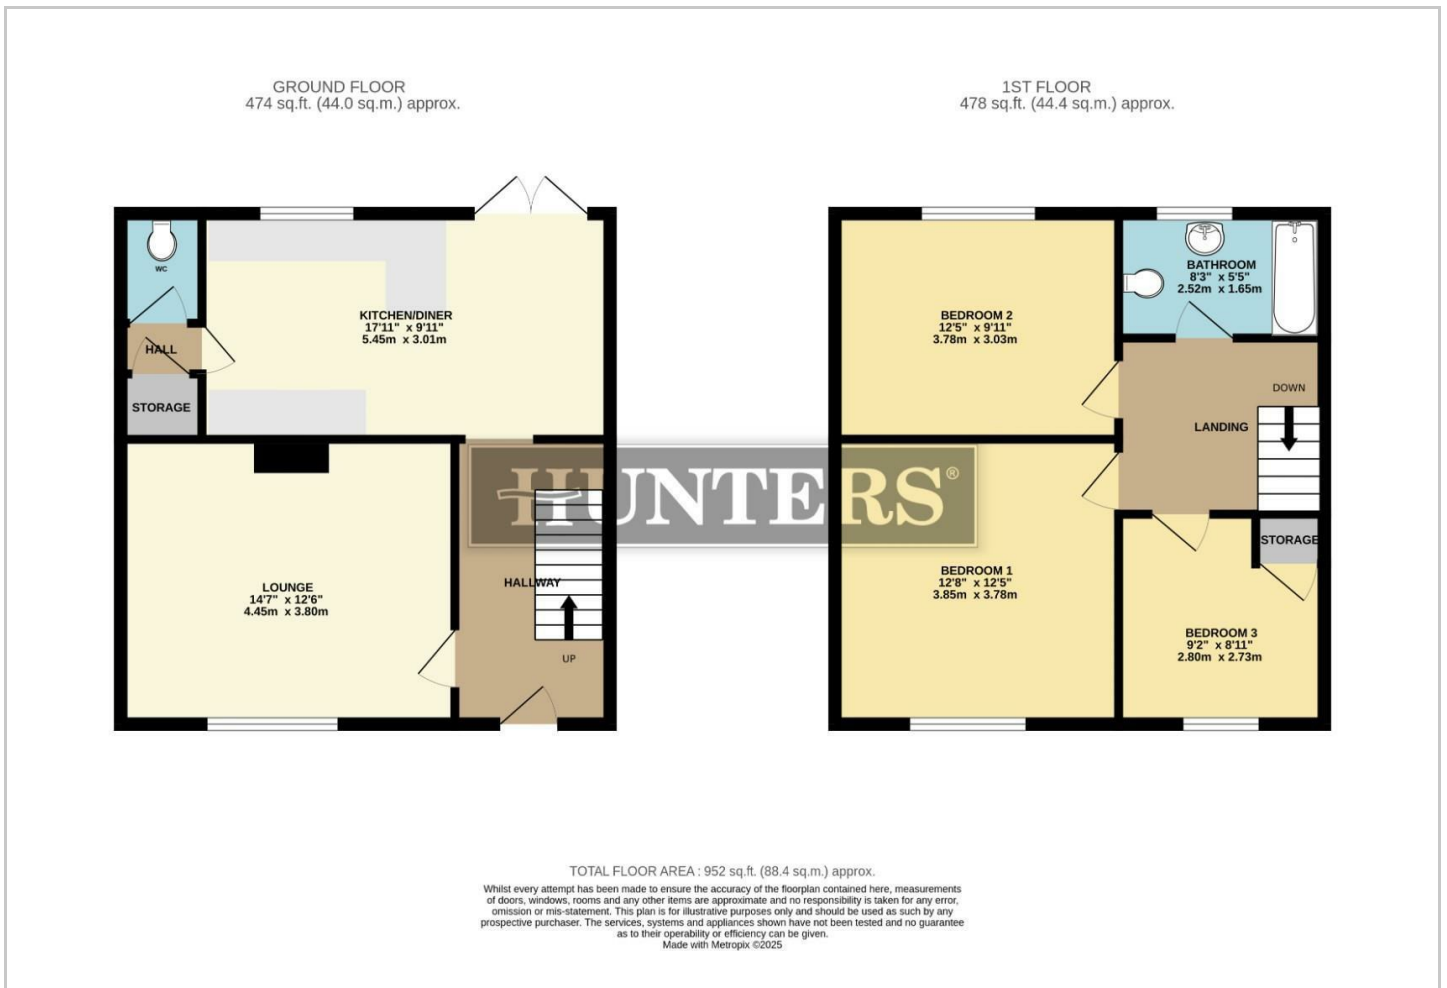 GROUND FLOOR
474 sq.ft. (44.0 sq.m.) approx.
1ST FLOOR
478 sq.ft. (44.4 sq.m.) approx.
WC
HALL
STORAGE
KITCHEN/DINER
17'11" x 9'11"
5.45m x 3.01m
LOUNGE
14'7" x 12'6"
4.45m x 3.80m
HALLWAY
UP
HUNTERS®
BEDROOM 2
12'5" x 9'11"
3.78m x 3.03m
BATHROOM
8'3" x 5'5"
2.52m x 1.65m
DOWN
LANDING
BEDROOM 1
12'8" x 12'5"
3.85m x 3.78m
STORAGE
BEDROOM 3
9'2" x 8'11"
2.80m x 2.73m
TOTAL FLOOR AREA : 952 sq.ft. (88.4 sq.m.) approx.
Whilst every attempt has been made to ensure the accuracy of the floorplan contained here, measurements
of doors, windows, rooms and any other items are approximate and no responsibility is taken for any error,
omission or mis-statement. This plan is for illustrative purposes only and should be used as such by any
prospective purchaser. The services, systems and appliances shown have not been tested and no guarantee
as to their operability or efficiency can be given.
Made with Metropix ©2025